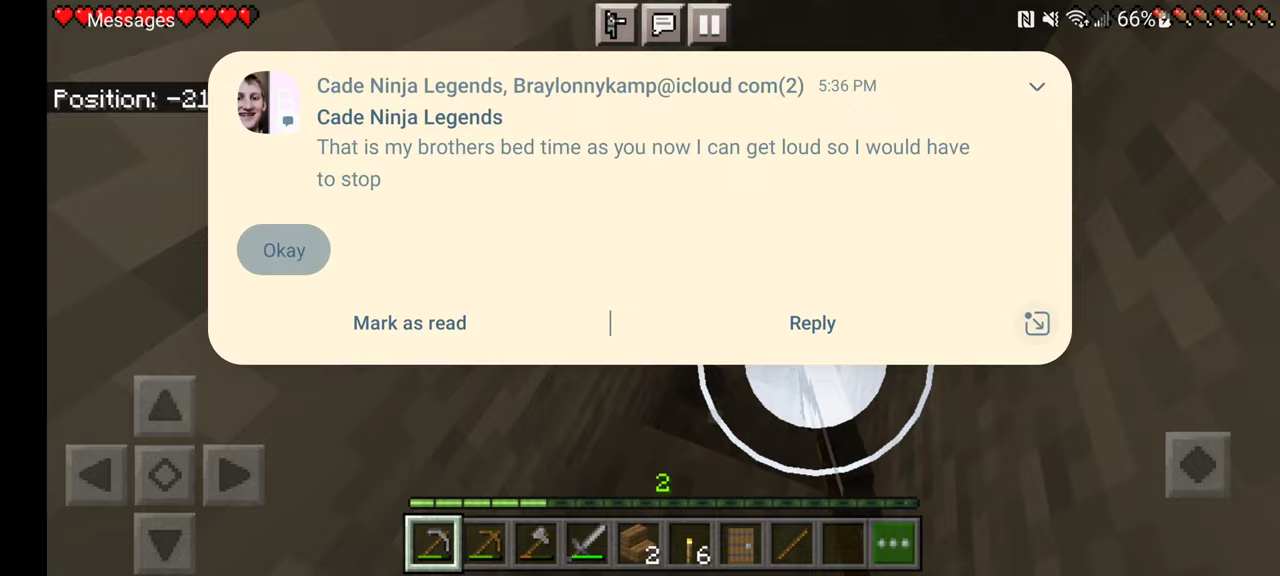 Messages
66%
Position: -21
Cade Ninja Legends, Braylonnykamp@icloud com(2) 5:36 PM
Cade Ninja Legends
That is my brothers bed time as you now I can get loud so I would have
to stop
Okay
Mark as read
Reply
2
2
6